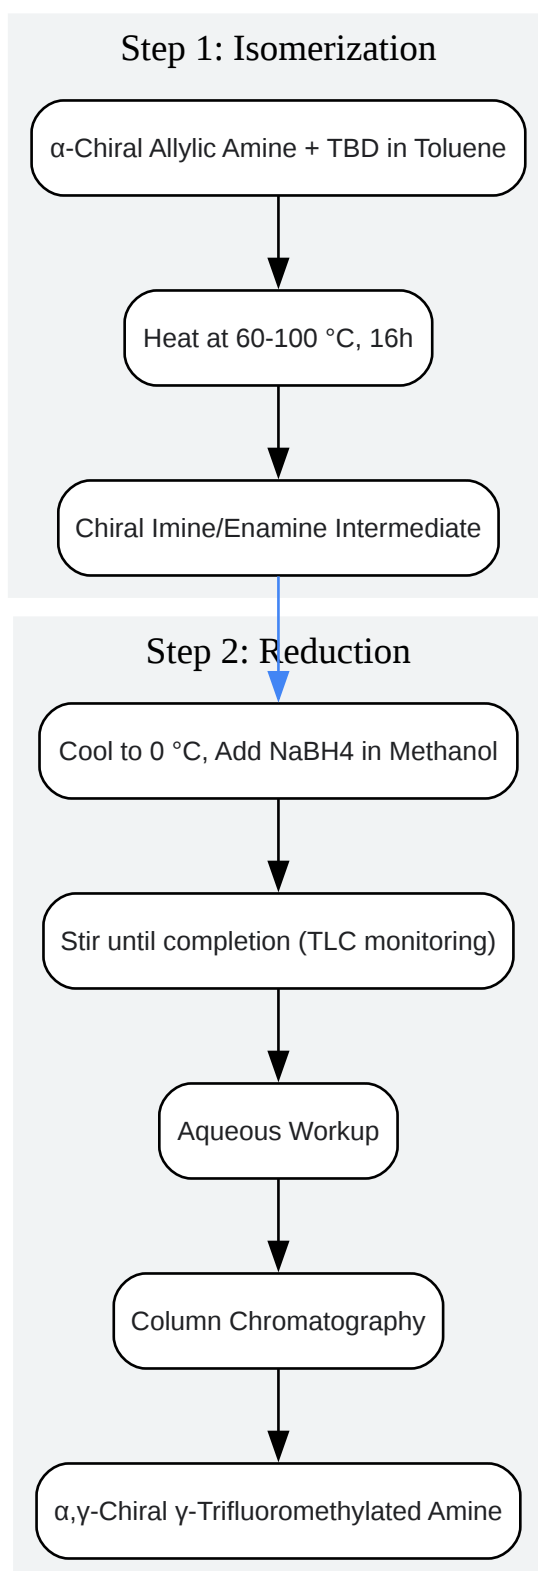 Step 1: Isomerization
α-Chiral Allylic Amine + TBD in Toluene
Heat at 60-100 °C, 16h
Chiral Imine/Enamine Intermediate
Step 2: Reduction
Cool to 0 °C, Add NaBH4 in Methanol
Stir until completion (TLC monitoring)
Aqueous Workup
Column Chromatography
α,γ-Chiral γ-Trifluoromethylated Amine